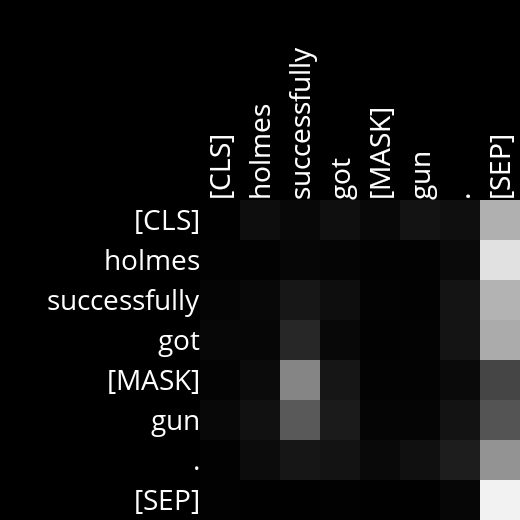 [CLS]
holmes
successfully
got
[MASK]
gun
.
[SEP]
[CLS]
holmes
successfully
got
[MASK]
gun
.
[SEP]